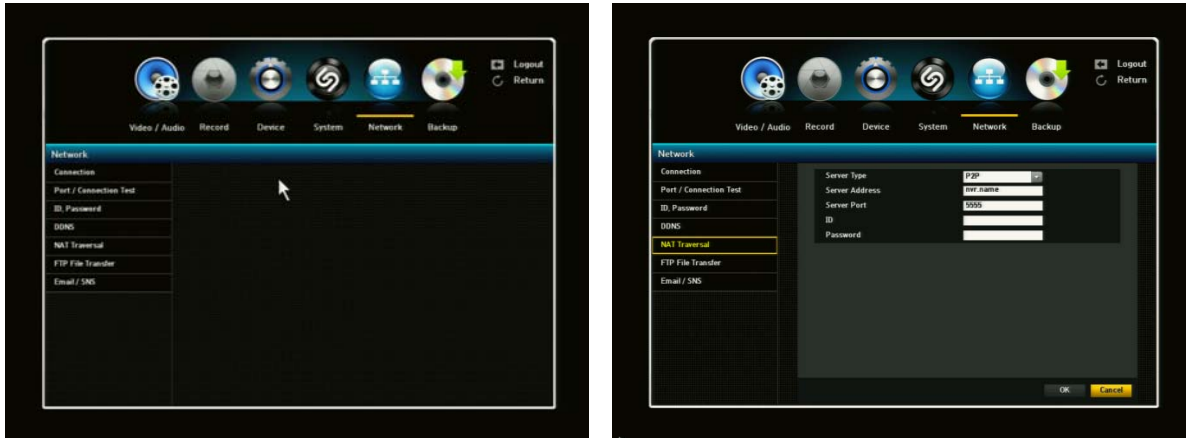 Logout
Return
Video / Audio Record Device System Network Backup
Network
Connection
Port / Connection Test
ID, Password
DDNS
NAT Traversal
FTP File Transfer
Email / SNS
Logout
Return
Video / Audio Record Device System Network Backup
Network
Connection
Port / Connection Test
ID, Password
DDNS
NAT Traversal
FTP File Transfer
Email / SNS
Server Type P2P
Server Address nvr.name
Server Port 5555
ID
Password
OK Cancel